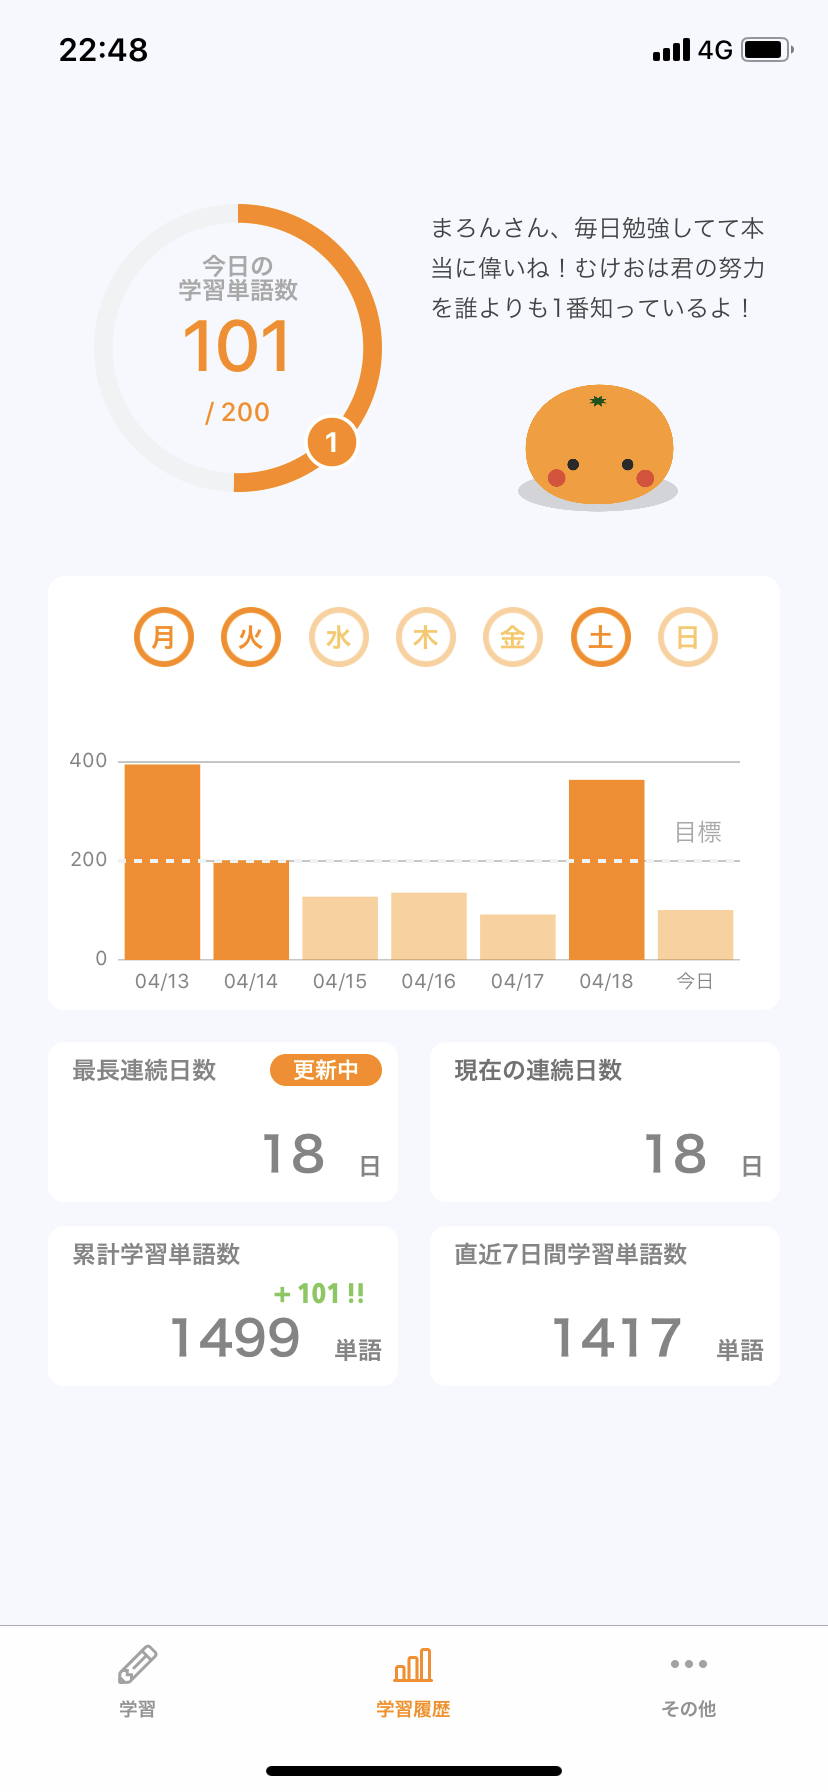 22:48
4G
今日の
学習単語数
101
/ 200
1
まろんさん、毎日勉強してて本
当に偉いね！むけおは君の努力
を誰よりも1番知っているよ！
月 火 水 木 金 土 日
400
目標
200
0
04/13 04/14 04/15 04/16 04/17 04/18 今日
最長連続日数 更新中
18 日
現在の連続日数
18 日
累計学習単語数
+ 101 !!
1499 単語
直近7日間学習単語数
1417 単語
学習 学習履歴 その他